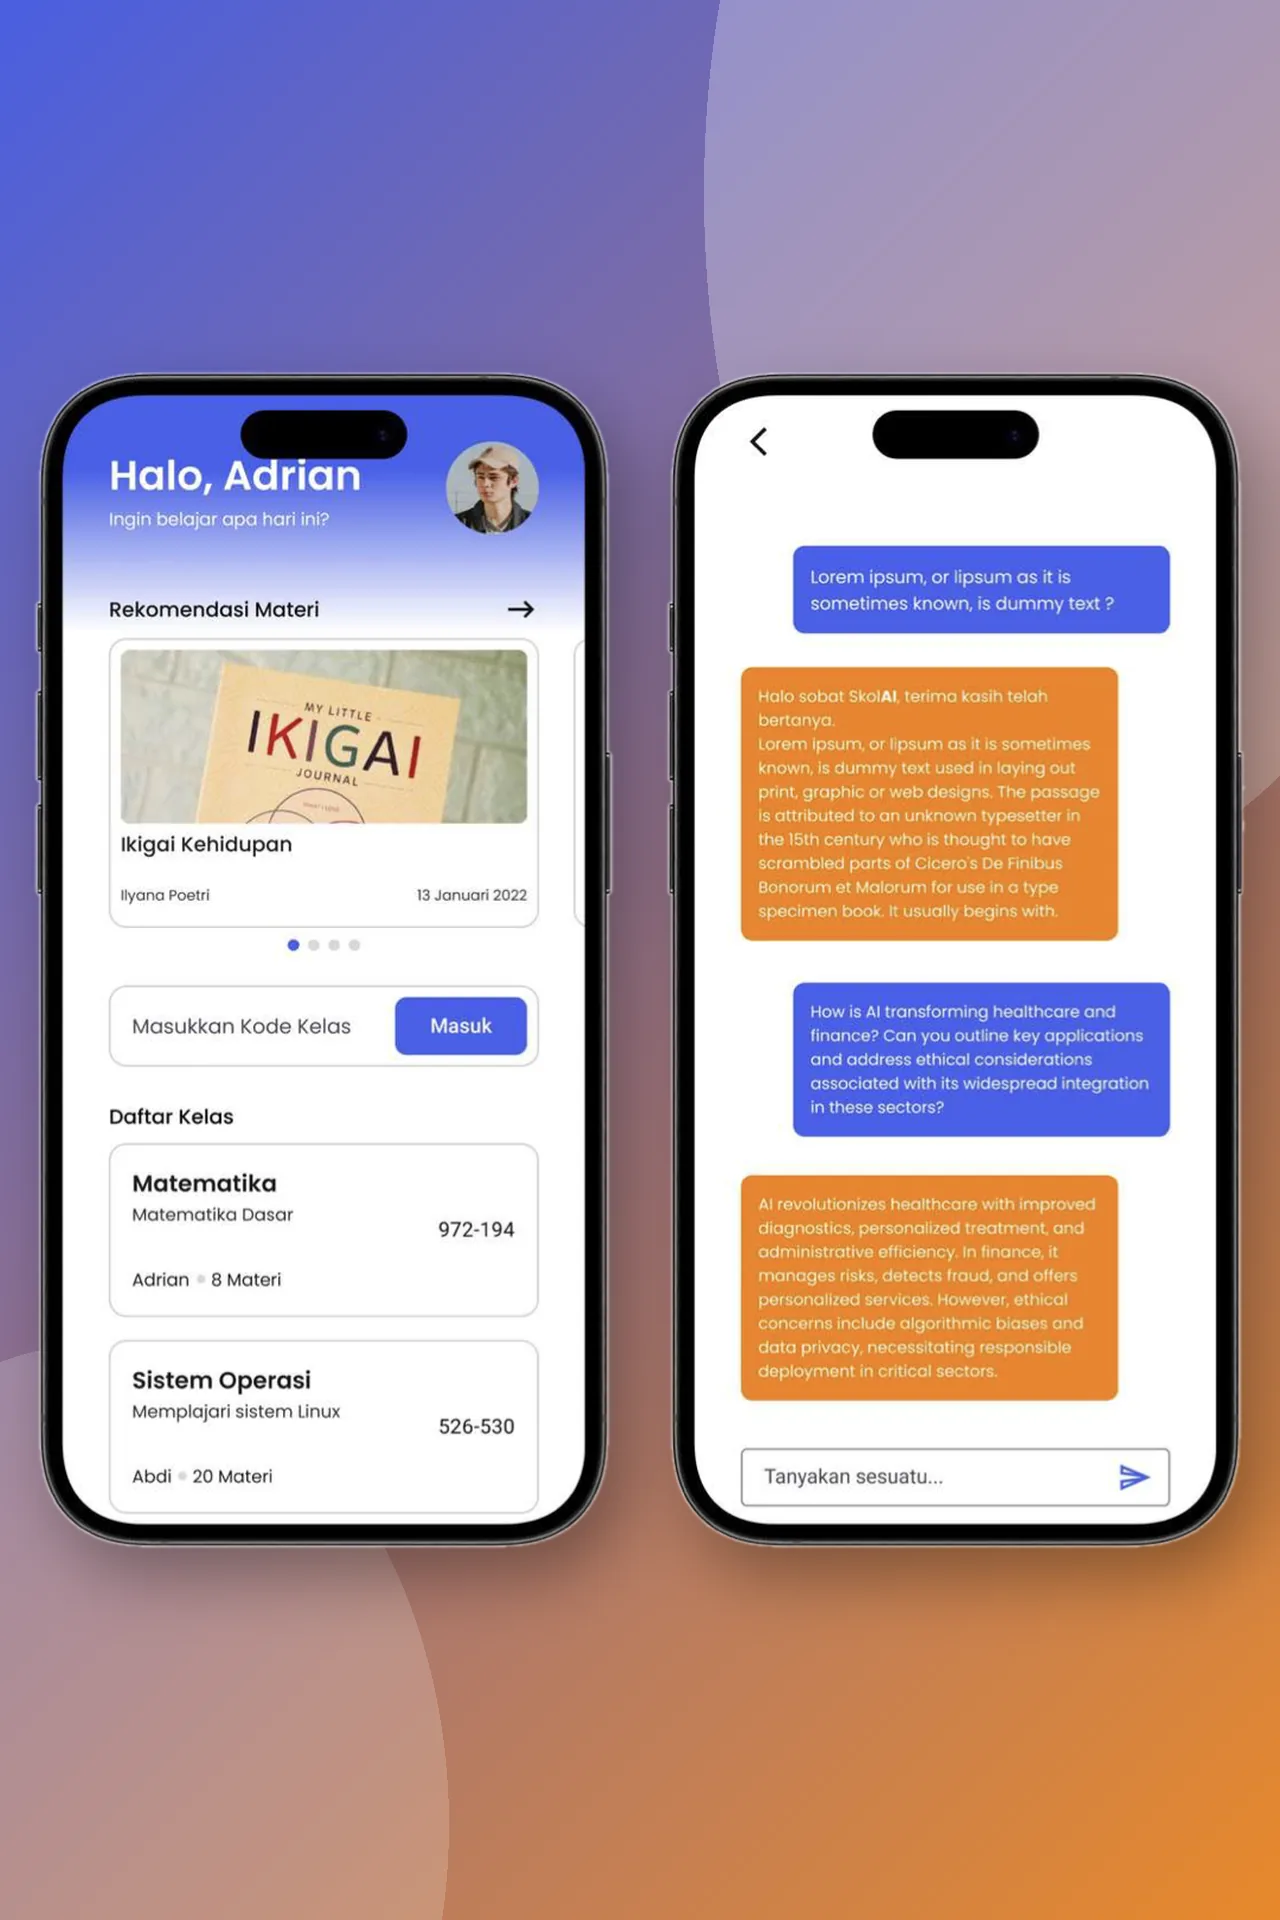 Halo, Adrian
Ingin belajar apa hari ini?
Rekomendasi Materi
MY LITTLE
IKIGAI
JOURNAL
Ikigai Kehidupan
Ilyana Poetri
13 Januari 2022
Masukkan Kode Kelas
Masuk
Daftar Kelas
Matematika
Matematika Dasar
972-194
Adrian
8 Materi
Sistem Operasi
Memplajari sistem Linux
526-530
Abdi
20 Materi
Lorem ipsum, or lipsum as it is
sometimes known, is dummy text ?
Halo sobat SkolAI, terima kasih telah
bertanya.
Lorem ipsum, or lipsum as it is sometimes
known, is dummy text used in laying out
print, graphic or web designs. The passage
is attributed to an unknown typesetter in
the 15th century who is thought to have
scrambled parts of Cicero's De Finibus
Bonorum et Malorum for use in a type
specimen book. It usually begins with.
How is AI transforming healthcare and
finance? Can you outline key applications
and address ethical considerations
associated with its widespread integration
in these sectors?
AI revolutionizes healthcare with improved
diagnostics, personalized treatment, and
administrative efficiency. In finance, it
manages risks, detects fraud, and offers
personalized services. However, ethical
concerns include algorithmic biases and
data privacy, necessitating responsible
deployment in critical sectors.
Tanyakan sesuatu...